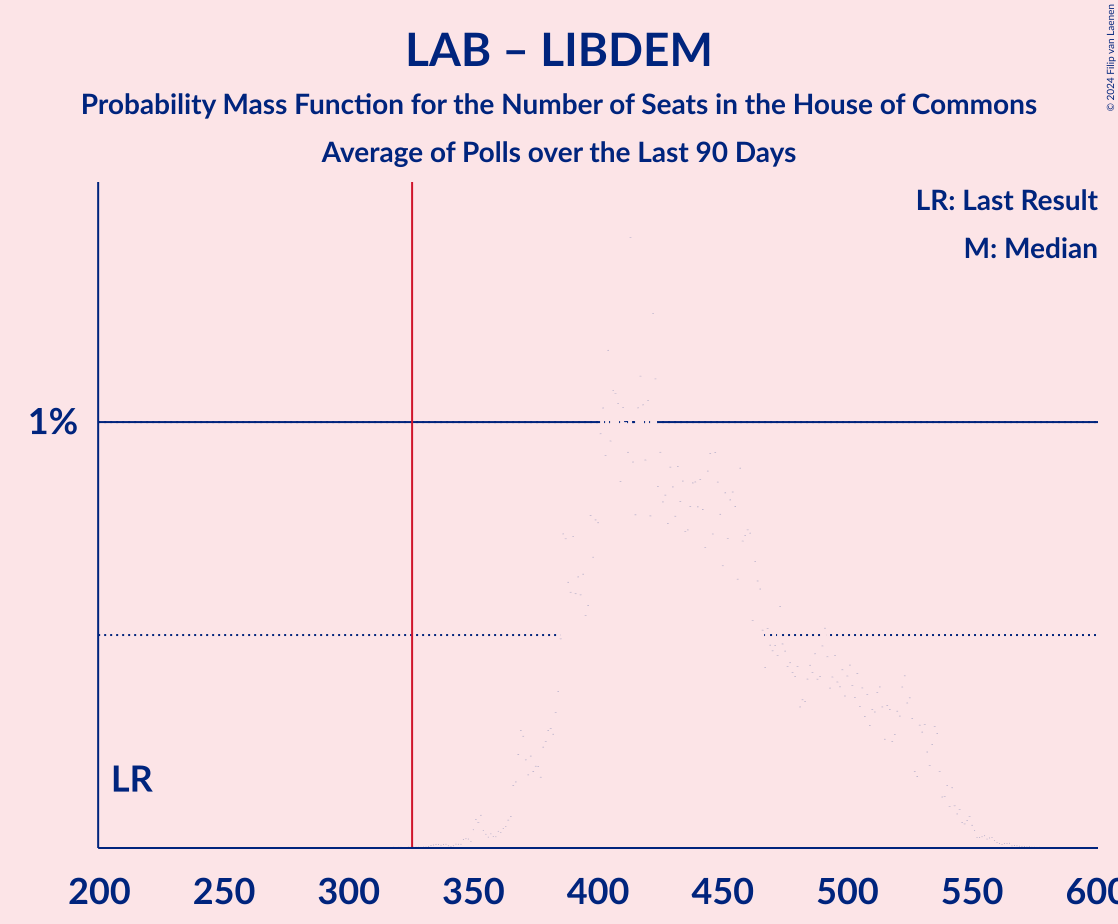 LAB – LIBDEM
Probability Mass Function for the Number of Seats in the House of Commons
Average of Polls over the Last 90 Days
© 2024 Filip van Laenen
LR: Last Result
M: Median
1%
LR
200 250 300 350 400 450 500 550 600